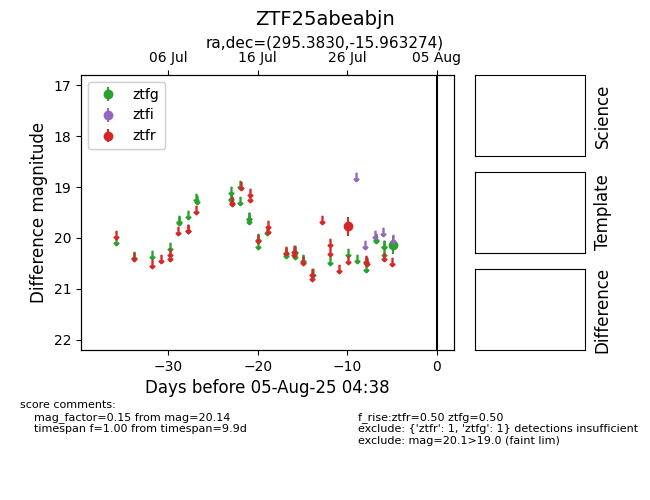 ZTF25abeabjn
ra,dec=(295.3830,-15.963274)
06 Jul 16 Jul 26 Jul 05 Aug
17
18
19
20
21
22
Difference magnitude
ztfg
ztfi
ztfr
−30 −20 −10 0
Days before 05-Aug-25 04:38
Science
Template
Difference
score comments:
mag_factor=0.15 from mag=20.14
timespan f=1.00 from timespan=9.9d
f_rise:ztfr=0.50 ztfg=0.50
exclude: {'ztfr': 1, 'ztfg': 1} detections insufficient
exclude: mag=20.1>19.0 (faint lim)